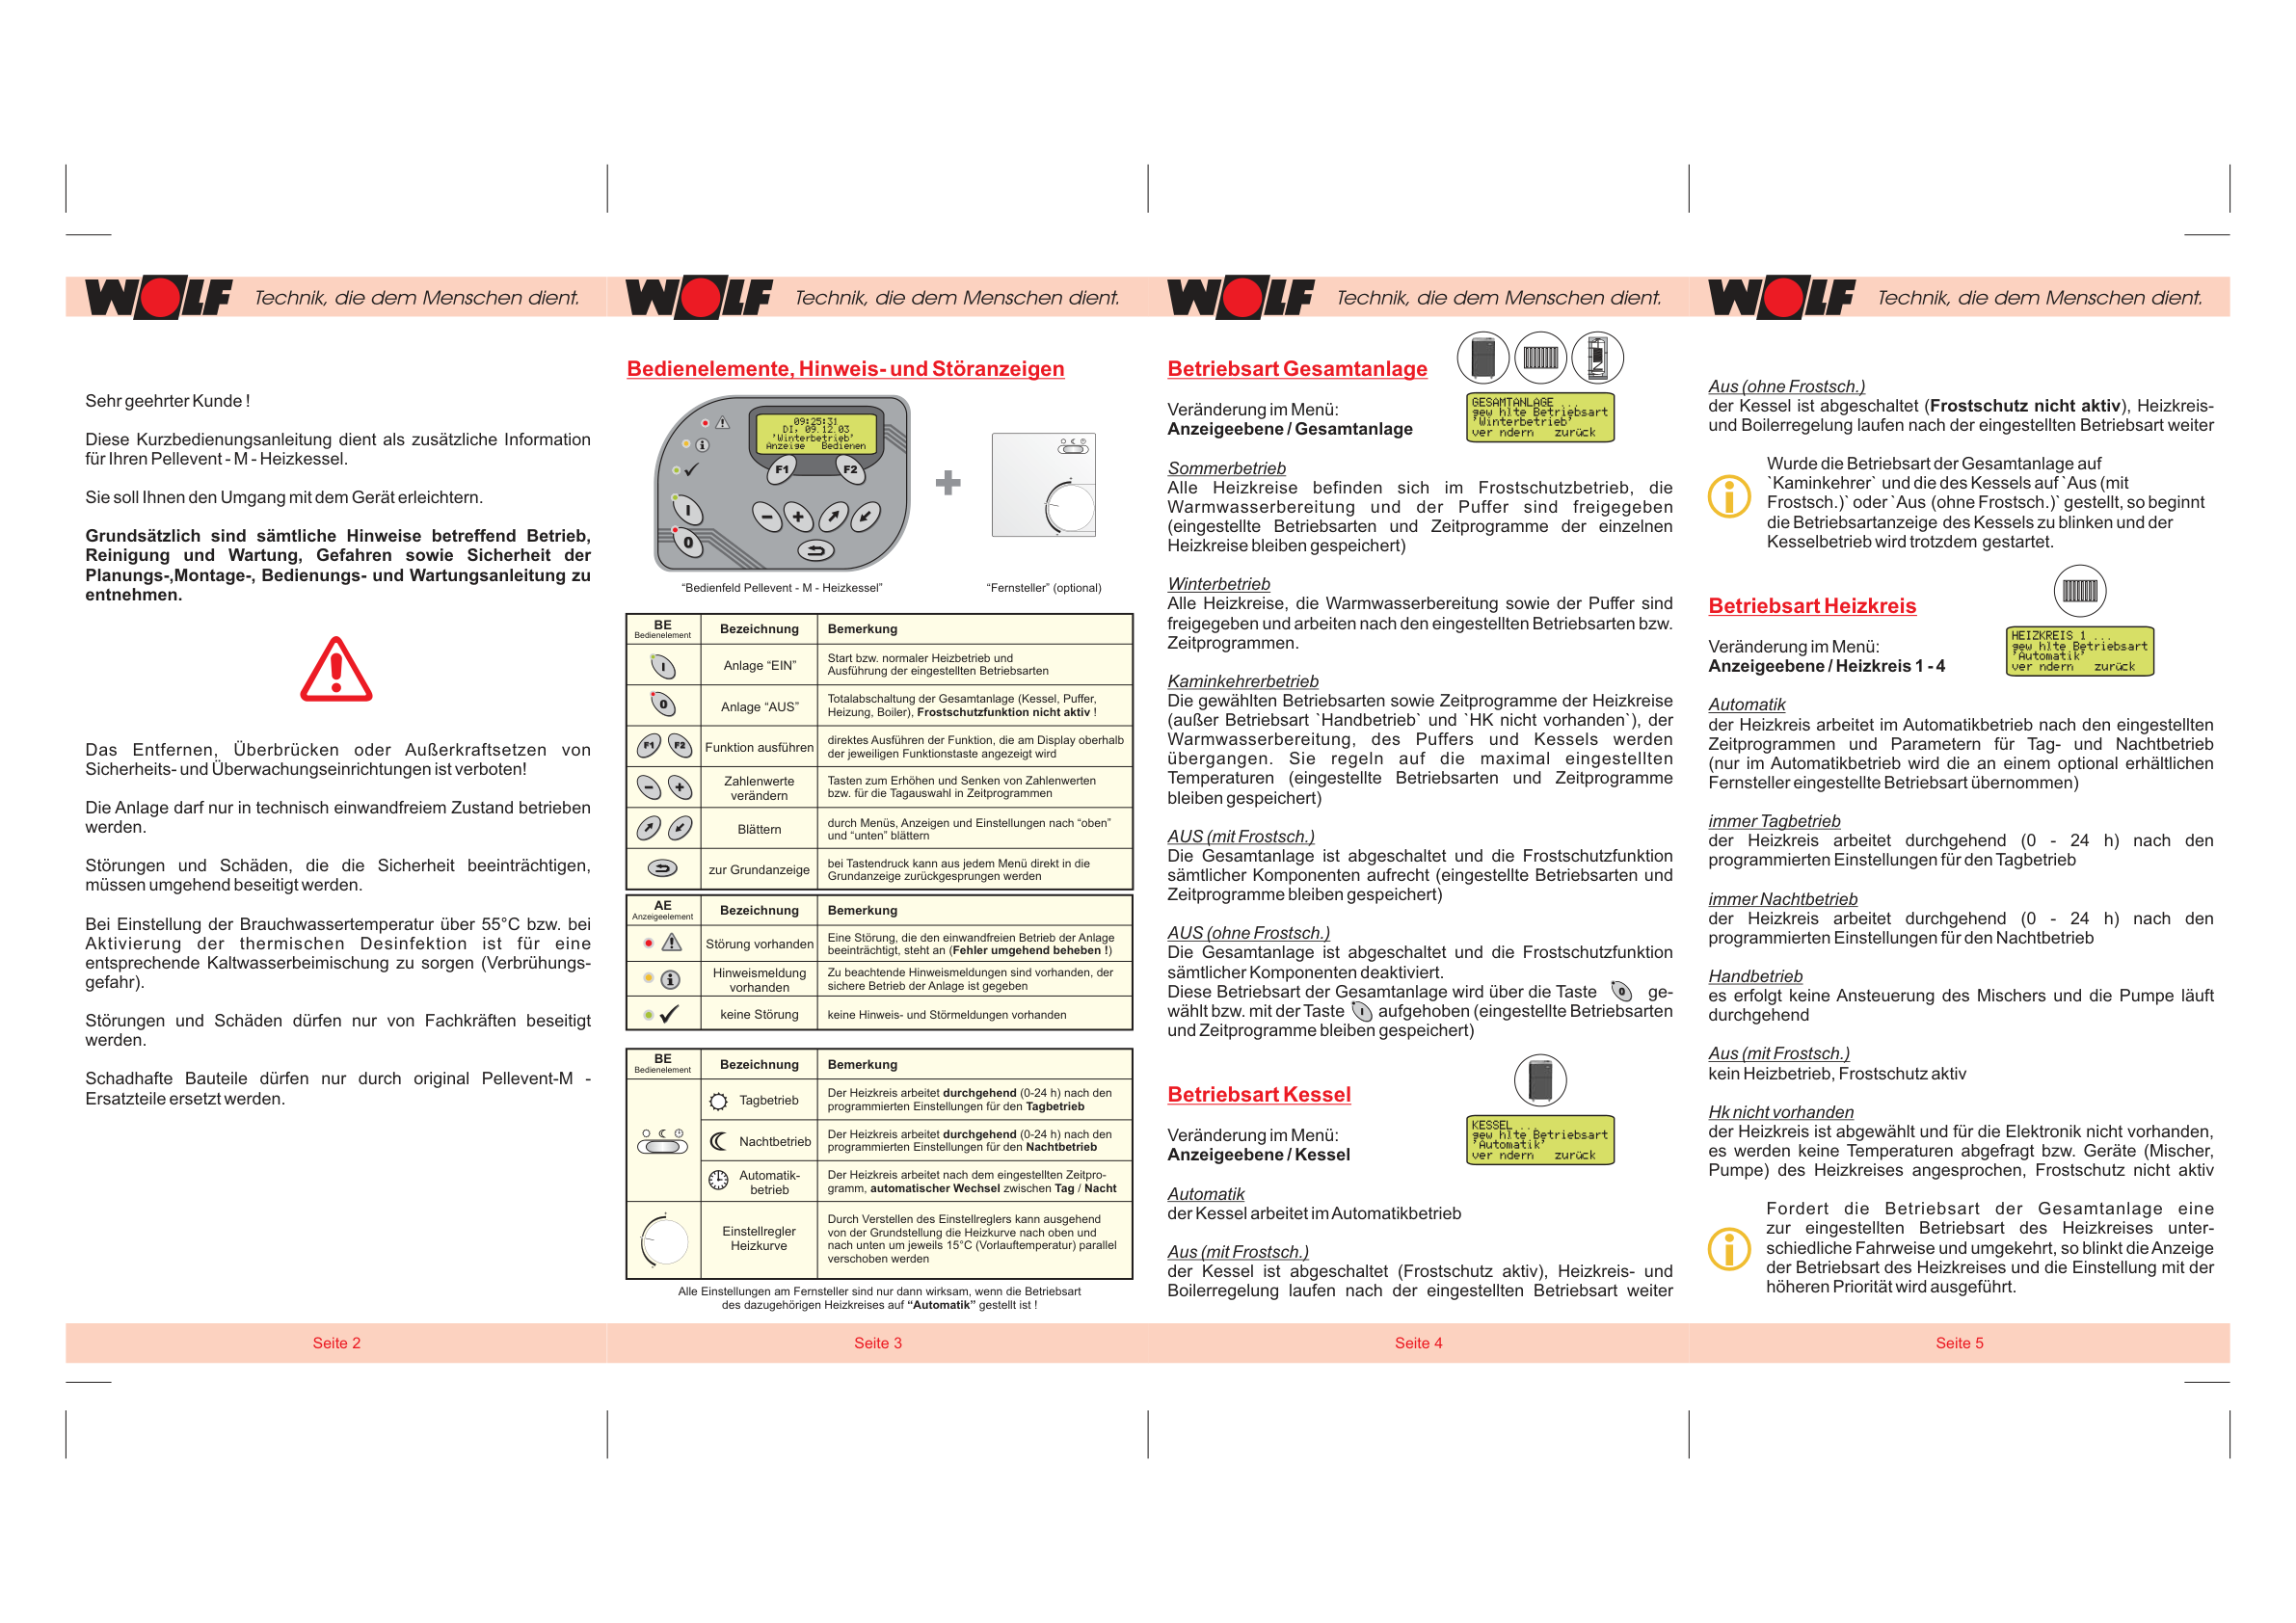 WOLF Technik, die dem Menschen dient.
Sehr geehrter Kunde !
Diese Kurzbedienungsanleitung dient als zusätzliche Information
für Ihren Pellevent - M - Heizkessel.
Sie soll Ihnen den Umgang mit dem Gerät erleichtern.
Grundsätzlich sind sämtliche Hinweise betreffend Betrieb,
Reinigung und Wartung, Gefahren sowie Sicherheit der
Planungs-,Montage-, Bedienungs- und Wartungsanleitung zu
entnehmen.
Das Entfernen, Überbrücken oder Außerkraftsetzen von
Sicherheits- und Überwachungseinrichtungen ist verboten!
Die Anlage darf nur in technisch einwandfreiem Zustand betrieben
werden.
Störungen und Schäden, die die Sicherheit beeinträchtigen,
müssen umgehend beseitigt werden.
Bei Einstellung der Brauchwassertemperatur über 55°C bzw. bei
Aktivierung der thermischen Desinfektion ist für eine
entsprechende Kaltwasserbeimischung zu sorgen (Verbrühungs-
gefahr).
Störungen und Schäden dürfen nur von Fachkräften beseitigt
werden.
Schadhafte Bauteile dürfen nur durch original Pellevent-M -
Ersatzteile ersetzt werden.
Seite 2
WOLF Technik, die dem Menschen dient.
Bedienelemente, Hinweis- und Störanzeigen
09:25:31
DI, 09.12.03
'Winterbetrieb'
Anzeige Bedienen
F1 F2
I
0
“Bedienfeld Pellevent - M - Heizkessel” “Fernsteller” (optional)
BE Bezeichnung Bemerkung
Bedienelement
I Anlage “EIN” Start bzw. normaler Heizbetrieb und
Ausführung der eingestellten Betriebsarten
0 Anlage “AUS” Totalabschaltung der Gesamtanlage (Kessel, Puffer,
Heizung, Boiler), Frostschutzfunktion nicht aktiv !
F1 F2 Funktion ausführen direktes Ausführen der Funktion, die am Display oberhalb
der jeweiligen Funktionstaste angezeigt wird
Zahlenwerte Tasten zum Erhöhen und Senken von Zahlenwerten
verändern bzw. für die Tagauswahl in Zeitprogrammen
Blättern durch Menüs, Anzeigen und Einstellungen nach “oben”
und “unten” blättern
zur Grundanzeige bei Tastendruck kann aus jedem Menü direkt in die
Grundanzeige zurückgesprungen werden
AE Bezeichnung Bemerkung
Anzeigeelement
Störung vorhanden Eine Störung, die den einwandfreien Betrieb der Anlage
beeinträchtigt, steht an (Fehler umgehend beheben !)
Hinweismeldung Zu beachtende Hinweismeldungen sind vorhanden, der
vorhanden sichere Betrieb der Anlage ist gegeben
keine Störung keine Hinweis- und Störmeldungen vorhanden
BE Bezeichnung Bemerkung
Bedienelement
Tagbetrieb Der Heizkreis arbeitet durchgehend (0-24 h) nach den
programmierten Einstellungen für den Tagbetrieb
Nachtbetrieb Der Heizkreis arbeitet durchgehend (0-24 h) nach den
programmierten Einstellungen für den Nachtbetrieb
Automatik- Der Heizkreis arbeitet nach dem eingestellten Zeitpro-
betrieb gramm, automatischer Wechsel zwischen Tag / Nacht
Einstellregler Durch Verstellen des Einstellreglers kann ausgehend
Heizkurve von der Grundstellung die Heizkurve nach oben und
nach unten um jeweils 15°C (Vorlauftemperatur) parallel
verschoben werden
Alle Einstellungen am Fernsteller sind nur dann wirksam, wenn die Betriebsart
des dazugehörigen Heizkreises auf “Automatik” gestellt ist !
Seite 3
WOLF Technik, die dem Menschen dient.
Betriebsart Gesamtanlage
Veränderung im Menü:
Anzeigeebene / Gesamtanlage
GESAMTANLAGE ...
gew hlte Betriebsart
'Winterbetrieb'
ver ndern zurück
Sommerbetrieb
Alle Heizkreise befinden sich im Frostschutzbetrieb, die
Warmwasserbereitung und der Puffer sind freigegeben
(eingestellte Betriebsarten und Zeitprogramme der einzelnen
Heizkreise bleiben gespeichert)
Winterbetrieb
Alle Heizkreise, die Warmwasserbereitung sowie der Puffer sind
freigegeben und arbeiten nach den eingestellten Betriebsarten bzw.
Zeitprogrammen.
Kaminkehrerbetrieb
Die gewählten Betriebsarten sowie Zeitprogramme der Heizkreise
(außer Betriebsart `Handbetrieb` und `HK nicht vorhanden`), der
Warmwasserbereitung, des Puffers und Kessels werden
übergangen. Sie regeln auf die maximal eingestellten
Temperaturen (eingestellte Betriebsarten und Zeitprogramme
bleiben gespeichert)
AUS (mit Frostsch.)
Die Gesamtanlage ist abgeschaltet und die Frostschutzfunktion
sämtlicher Komponenten aufrecht (eingestellte Betriebsarten und
Zeitprogramme bleiben gespeichert)
AUS (ohne Frostsch.)
Die Gesamtanlage ist abgeschaltet und die Frostschutzfunktion
sämtlicher Komponenten deaktiviert.
Diese Betriebsart der Gesamtanlage wird über die Taste 0 ge-
wählt bzw. mit der Taste I aufgehoben (eingestellte Betriebsarten
und Zeitprogramme bleiben gespeichert)
Betriebsart Kessel
Veränderung im Menü:
Anzeigeebene / Kessel
KESSEL ...
gew hlte Betriebsart
'Automatik'
ver ndern zurück
Automatik
der Kessel arbeitet im Automatikbetrieb
Aus (mit Frostsch.)
der Kessel ist abgeschaltet (Frostschutz aktiv), Heizkreis- und
Boilerregelung laufen nach der eingestellten Betriebsart weiter
Seite 4
WOLF Technik, die dem Menschen dient.
Aus (ohne Frostsch.)
der Kessel ist abgeschaltet (Frostschutz nicht aktiv), Heizkreis-
und Boilerregelung laufen nach der eingestellten Betriebsart weiter
Wurde die Betriebsart der Gesamtanlage auf
`Kaminkehrer` und die des Kessels auf `Aus (mit
Frostsch.)` oder `Aus (ohne Frostsch.)` gestellt, so beginnt
die Betriebsartanzeige des Kessels zu blinken und der
Kesselbetrieb wird trotzdem gestartet.
Betriebsart Heizkreis
Veränderung im Menü:
Anzeigeebene / Heizkreis 1 - 4
HEIZKREIS 1 ...
gew hlte Betriebsart
'Automatik'
ver ndern zurück
Automatik
der Heizkreis arbeitet im Automatikbetrieb nach den eingestellten
Zeitprogrammen und Parametern für Tag- und Nachtbetrieb
(nur im Automatikbetrieb wird die an einem optional erhältlichen
Fernsteller eingestellte Betriebsart übernommen)
immer Tagbetrieb
der Heizkreis arbeitet durchgehend (0 - 24 h) nach den
programmierten Einstellungen für den Tagbetrieb
immer Nachtbetrieb
der Heizkreis arbeitet durchgehend (0 - 24 h) nach den
programmierten Einstellungen für den Nachtbetrieb
Handbetrieb
es erfolgt keine Ansteuerung des Mischers und die Pumpe läuft
durchgehend
Aus (mit Frostsch.)
kein Heizbetrieb, Frostschutz aktiv
Hk nicht vorhanden
der Heizkreis ist abgewählt und für die Elektronik nicht vorhanden,
es werden keine Temperaturen abgefragt bzw. Geräte (Mischer,
Pumpe) des Heizkreises angesprochen, Frostschutz nicht aktiv
Fordert die Betriebsart der Gesamtanlage eine
zur eingestellten Betriebsart des Heizkreises unter-
schiedliche Fahrweise und umgekehrt, so blinkt die Anzeige
der Betriebsart des Heizkreises und die Einstellung mit der
höheren Priorität wird ausgeführt.
Seite 5